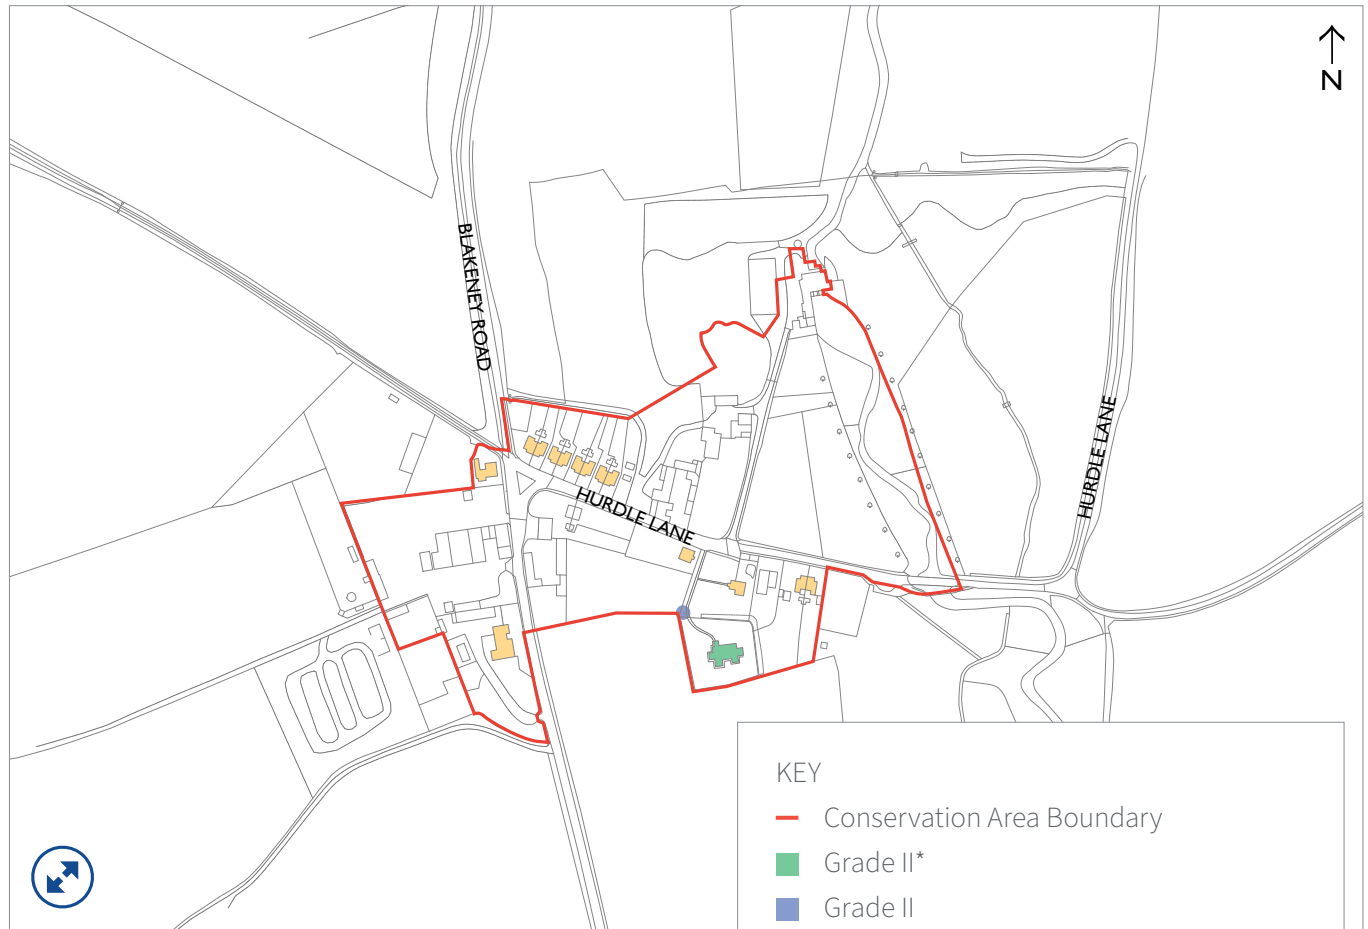 N
BLAKENEY ROAD
HURDLE LANE
HURDLE LANE
KEY
Conservation Area Boundary
Grade II*
Grade II